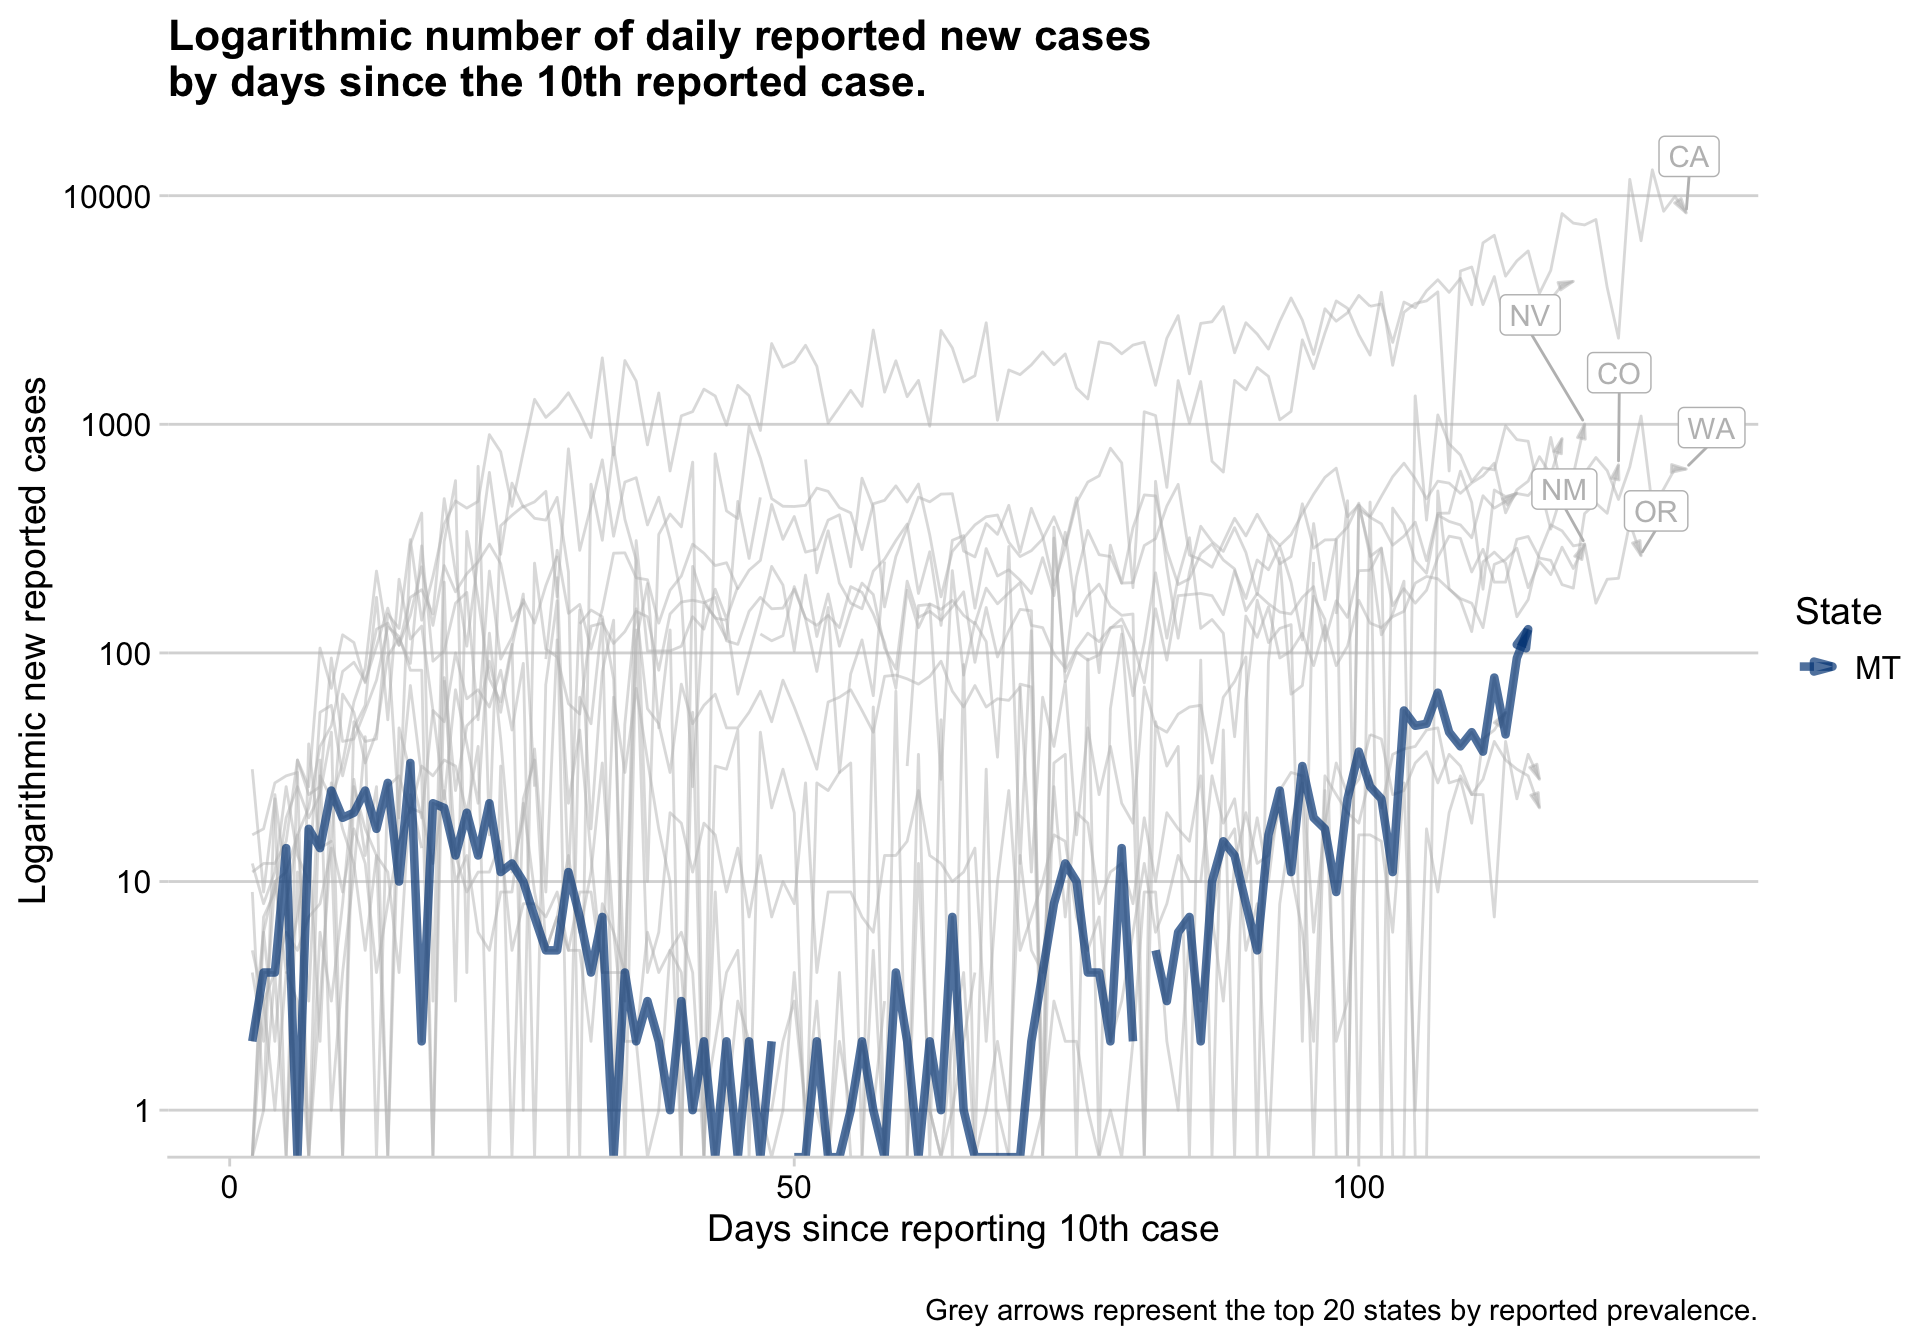 Logarithmic number of daily reported new cases
by days since the 10th reported case.
Logarithmic new reported cases
10000
1000
100
10
1
CA
NV
CO
WA
NM
OR
State
MT
0
50
100
Days since reporting 10th case
Grey arrows represent the top 20 states by reported prevalence.